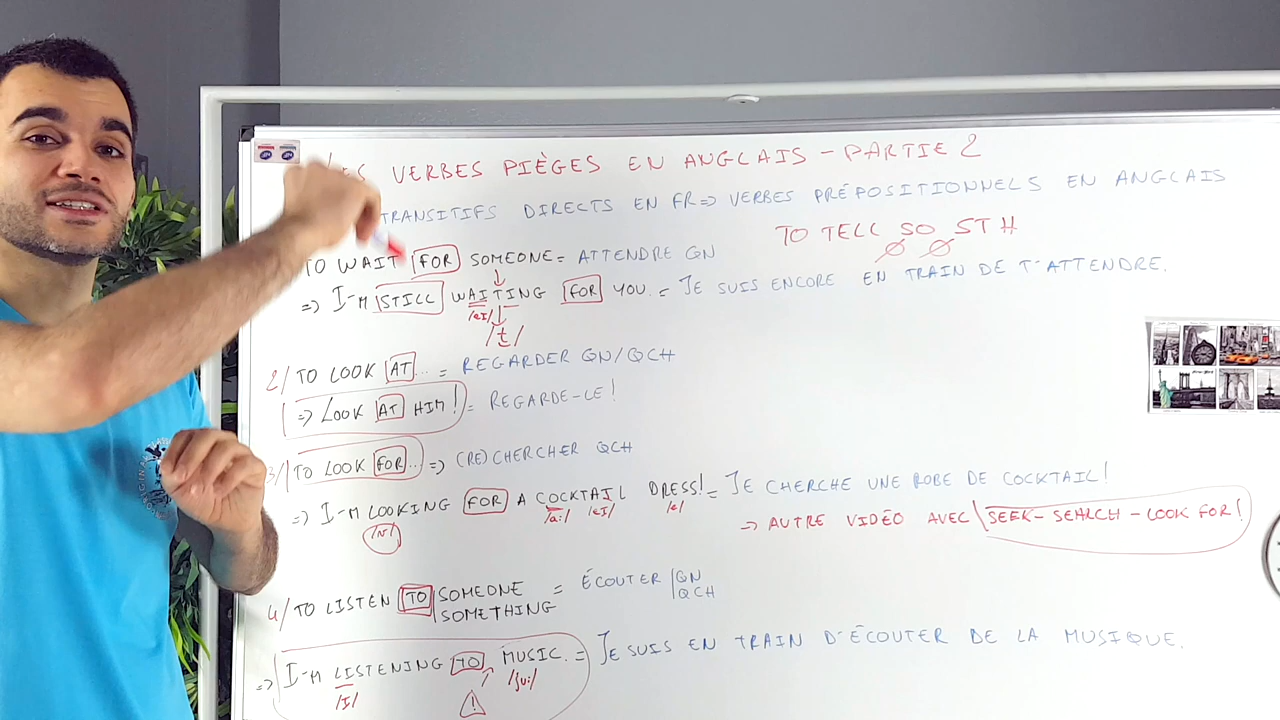 LES VERBES PIÈGES EN ANGLAIS - PARTIE 2
TRANSITIFS DIRECTS EN FR => VERBES PRÉPOSITIONNELS EN ANGLAIS
TO TELL SO STH
Ø Ø
TO WAIT FOR SOMEONE = ATTENDRE QN
=> I'M STILL WAITING FOR YOU. = JE SUIS ENCORE EN TRAIN DE T'ATTENDRE.
/eI/
/t/
2/ TO LOOK AT... = REGARDER QN/QCH
=> LOOK AT HIM! = REGARDE-LE!
3/ TO LOOK FOR... => (RE)CHERCHER QCH
=> I'M LOOKING FOR A COCKTAIL DRESS! = JE CHERCHE UNE ROBE DE COCKTAIL!
/ʊ/ /a:/ /eI/ /e/
=> AUTRE VIDÉO AVEC SEEK - SEARCH - LOOK FOR!
4/ TO LISTEN TO SOMEONE = ÉCOUTER QN
SOMETHING QCH
=> I'M LISTENING TO MUSIC. = JE SUIS EN TRAIN D'ÉCOUTER DE LA MUSIQUE.
/I/ ! /ju:/